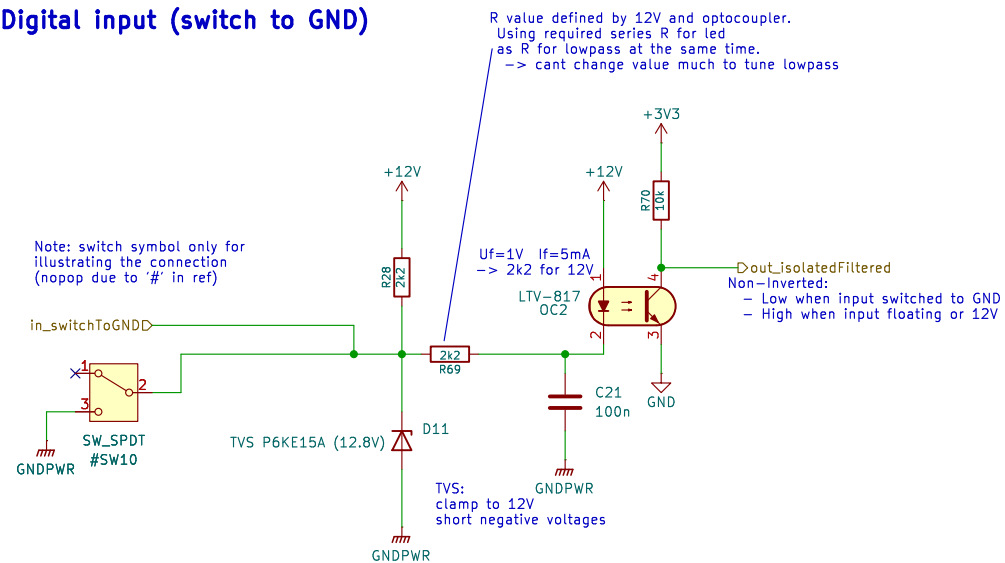 Digital input (switch to GND)
R value defined by 12V and optocoupler.
Using required series R for led
as R for lowpass at the same time.
-> cant change value much to tune lowpass
+3V3
+12V
+12V
R70
10k
Note: switch symbol only for
illustrating the connection
(nopop due to '#' in ref)
Uf=1V If=5mA
-> 2k2 for 12V
R28
2k2
1
4
out_isolatedFiltered
Non-Inverted:
- Low when input switched to GND
- High when input floating or 12V
LTV-817
OC2
in_switchToGND
2
3
2k2
R69
1
2
3
GND
C21
100n
SW_SPDT
#SW10
GNDPWR
D11
TVS P6KE15A (12.8V)
GNDPWR
TVS:
clamp to 12V
short negative voltages
GNDPWR